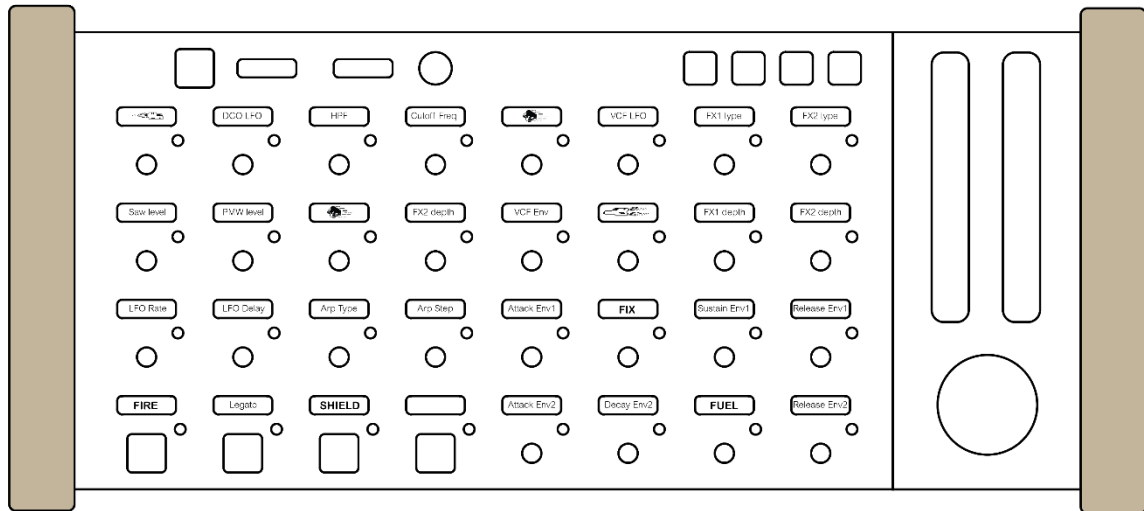 DCO LFO HPF Cutoff Freq VCF LFO FX1 type FX2 type
Saw level PMW level FX2 depth VCF Env FX1 depth FX2 depth
LFO Rate LFO Delay Arp Type Arp Step Attack Env1 FIX Sustain Env1 Release Env1
FIRE Legato SHIELD Attack Env2 Decay Env2 FUEL Release Env2